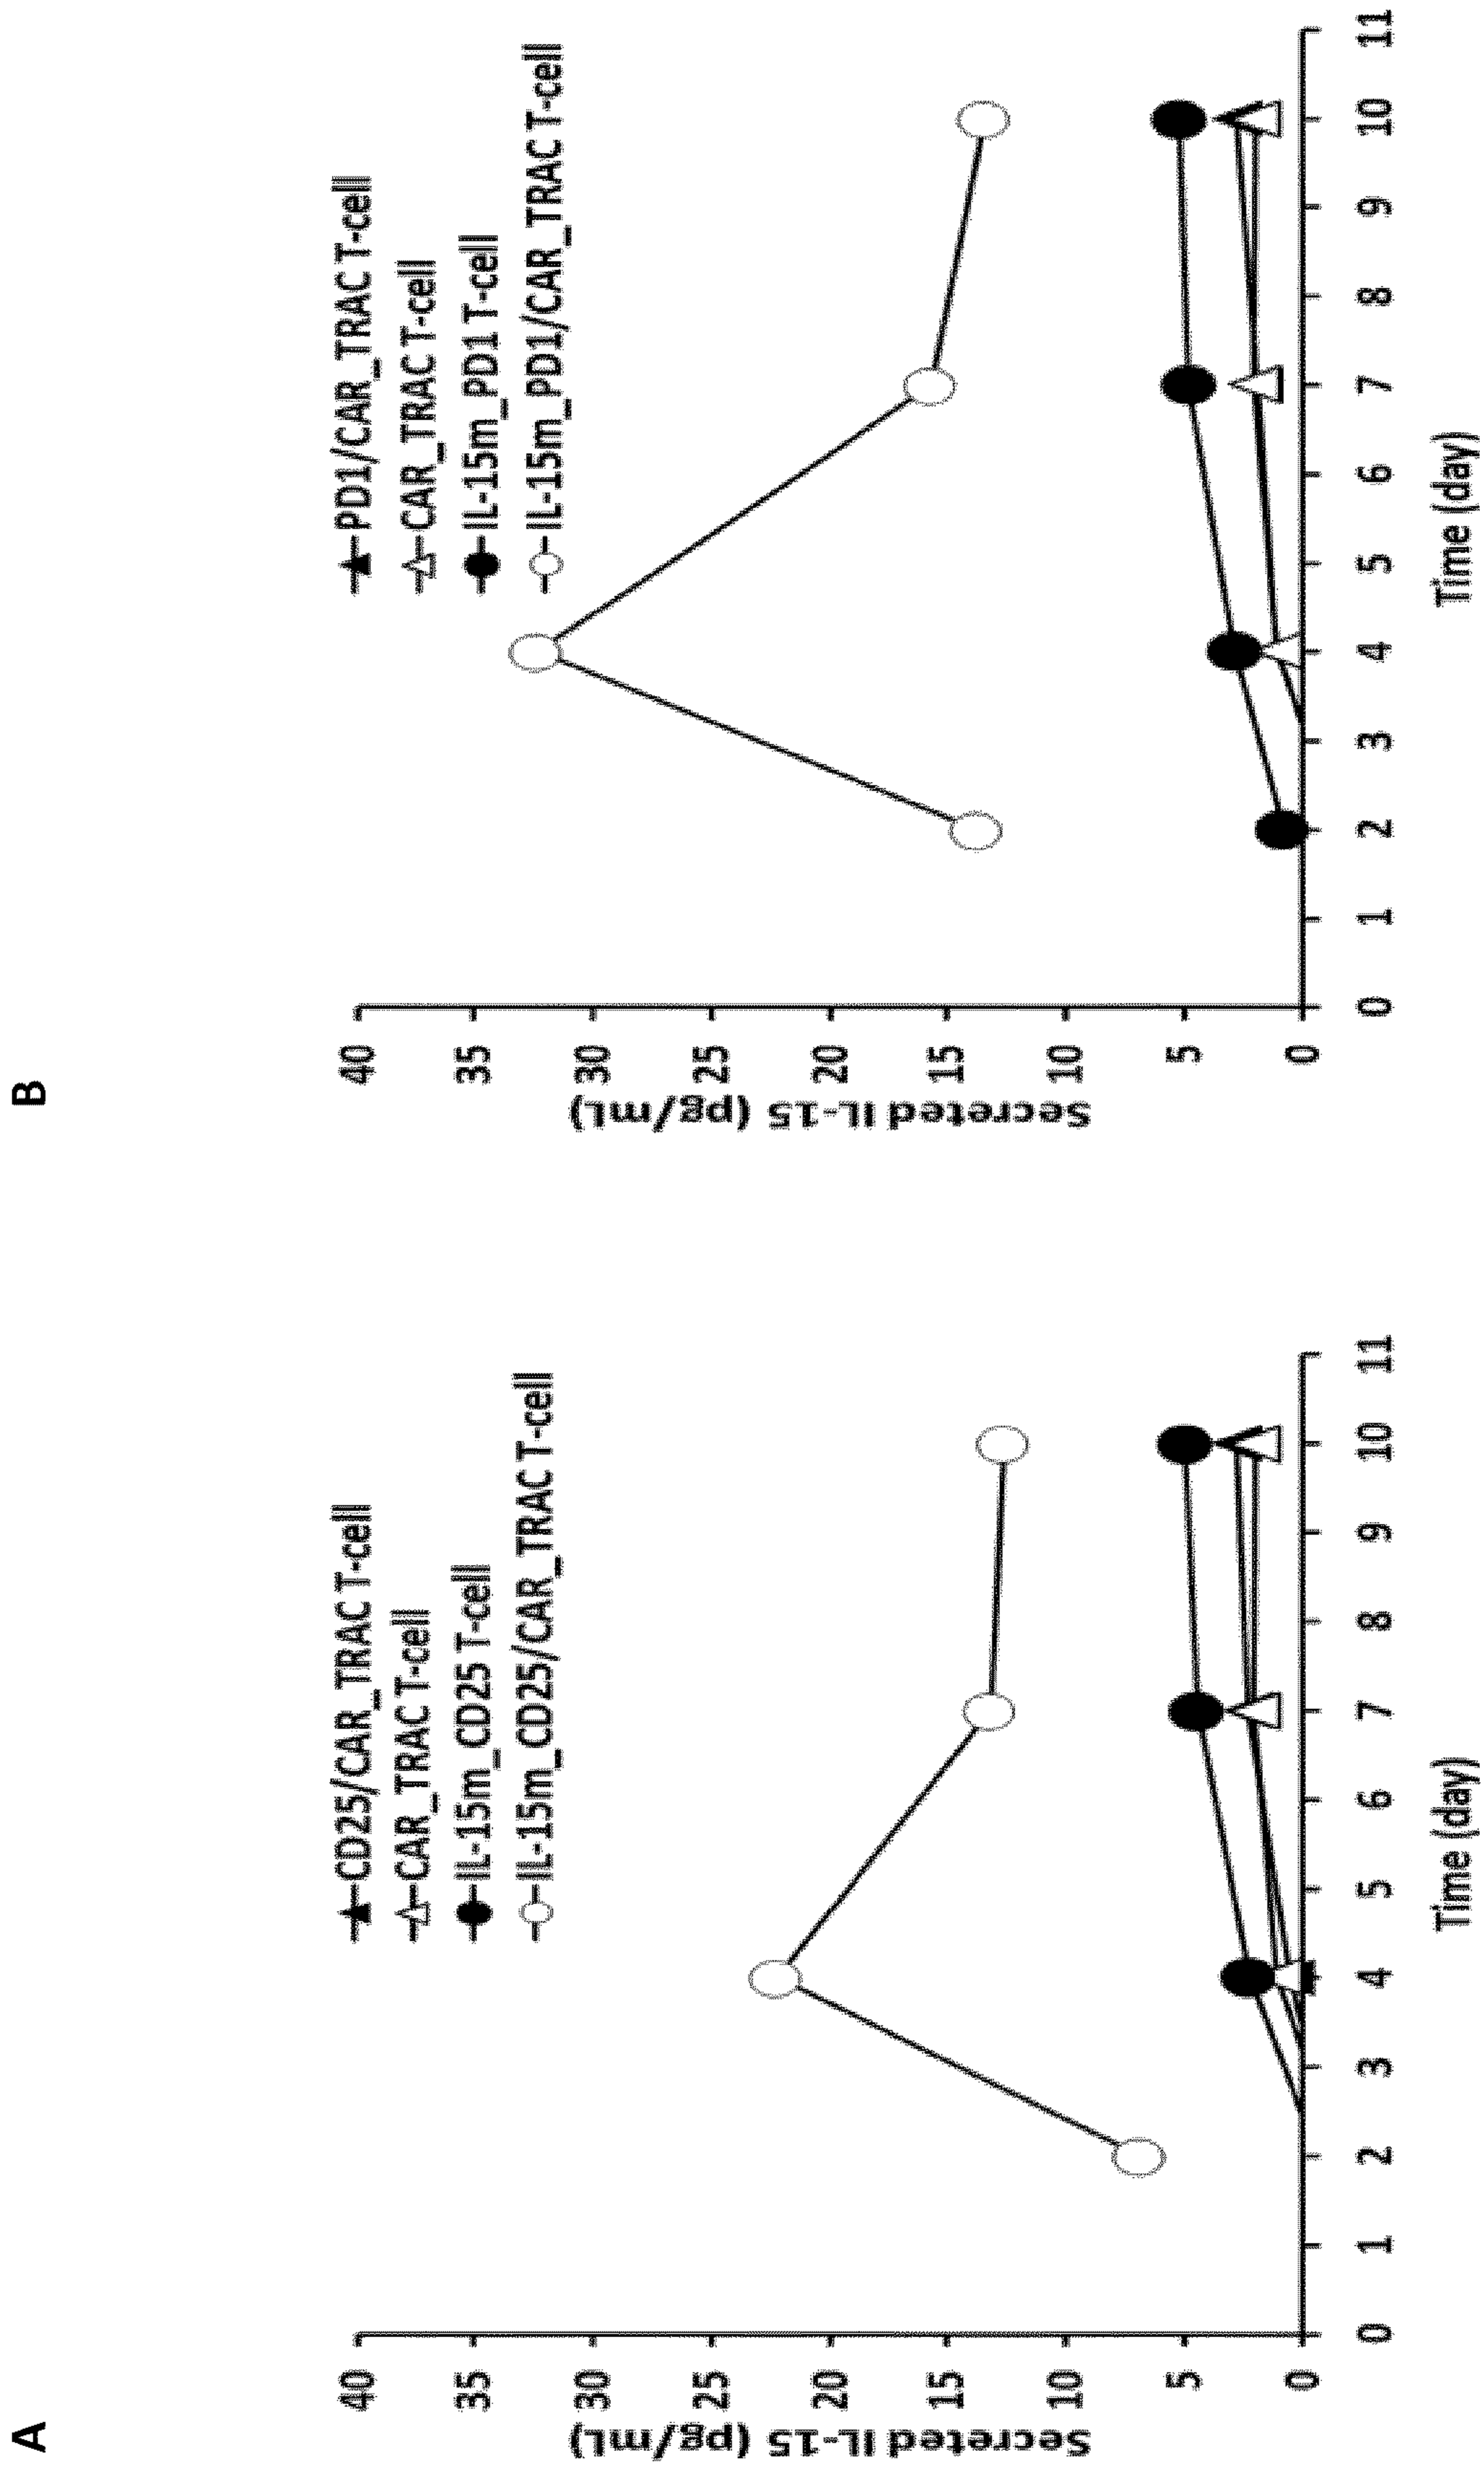 A
Secreted IL-15 (pg/mL)
40
35
30
25
20
15
10
5
0
0 1 2 3 4 5 6 7 8 9 10 11
Time (day)
CD25/CAR_TRAC T-cell
CAR_TRAC T-cell
IL-15m_CD25 T-cell
IL-15m_CD25/CAR_TRAC T-cell
B
Secreted IL-15 (pg/mL)
40
35
30
25
20
15
10
5
0
0 1 2 3 4 5 6 7 8 9 10 11
Time (day)
PD1/CAR_TRAC T-cell
CAR_TRAC T-cell
IL-15m_PD1 T-cell
IL-15m_PD1/CAR_TRAC T-cell